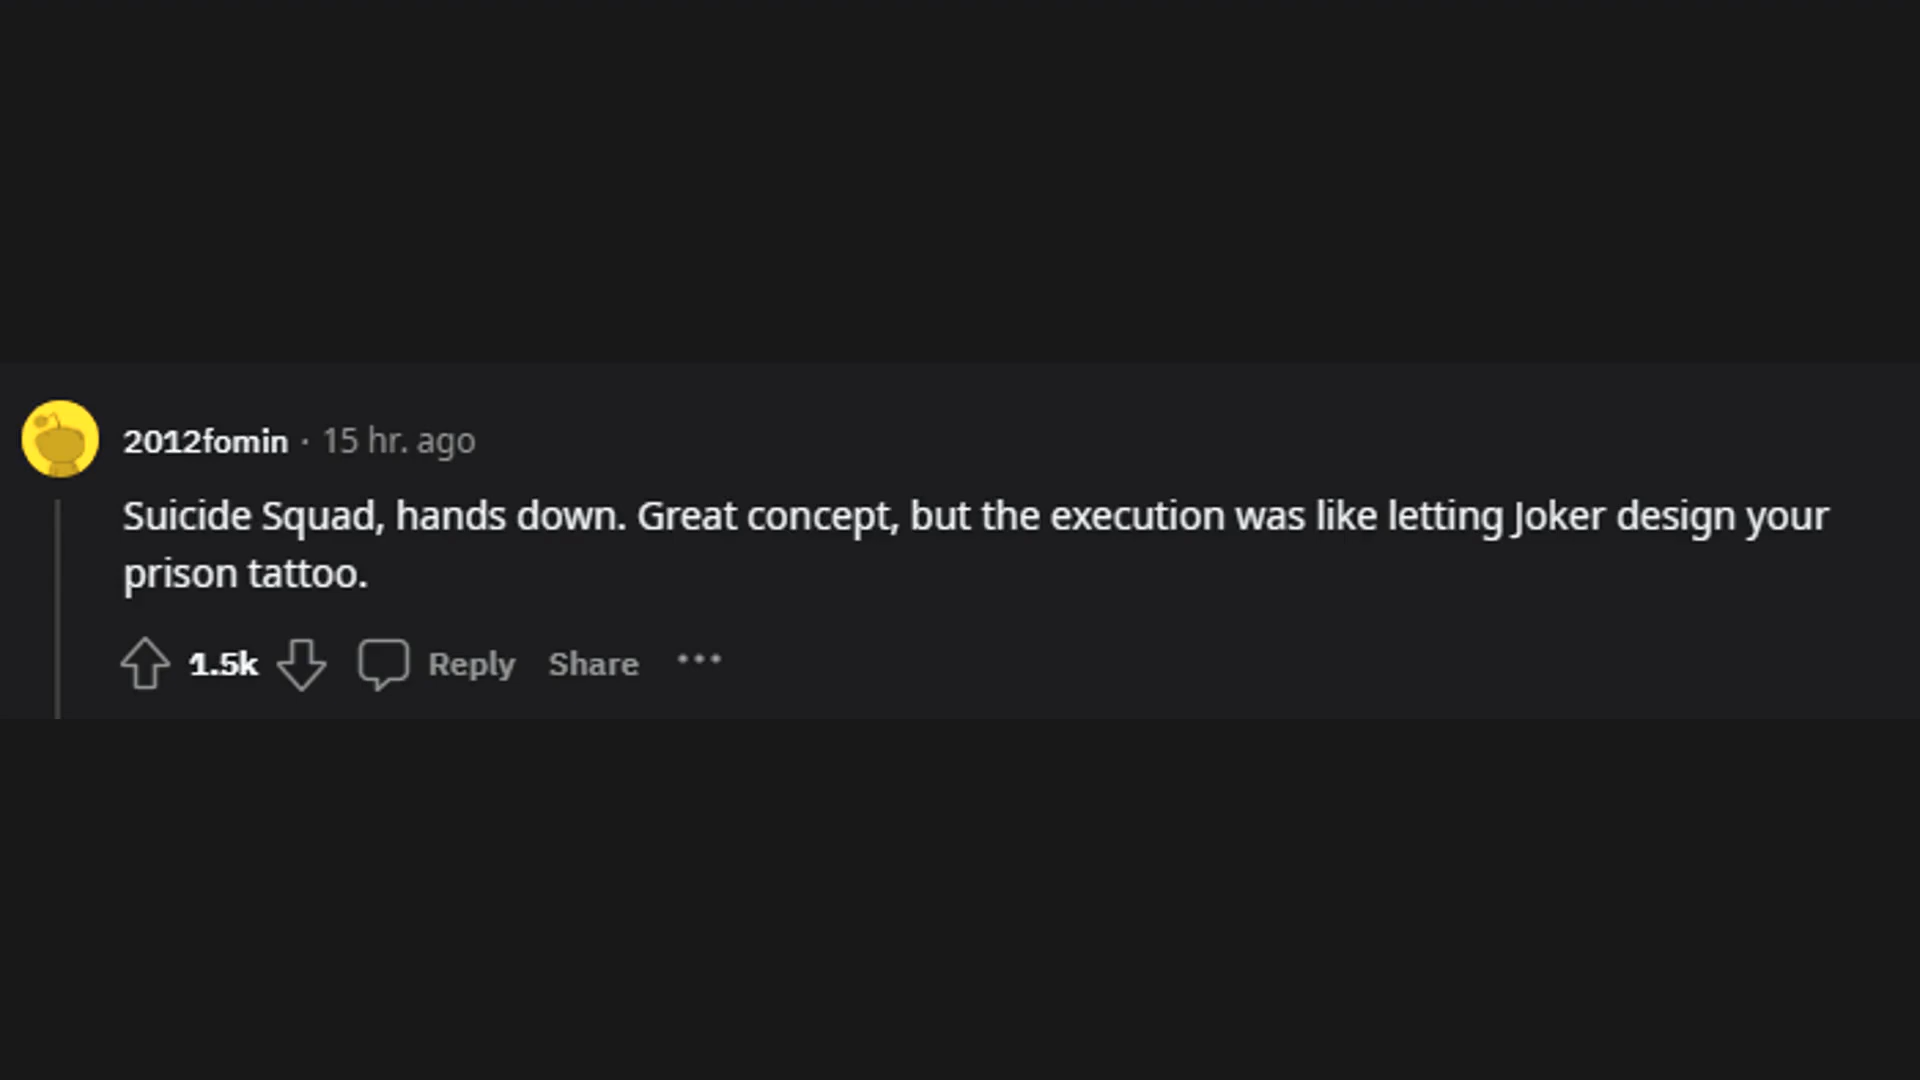 2012fomin · 15 hr. ago
Suicide Squad, hands down. Great concept, but the execution was like letting Joker design your
prison tattoo.
1.5k Reply Share ···